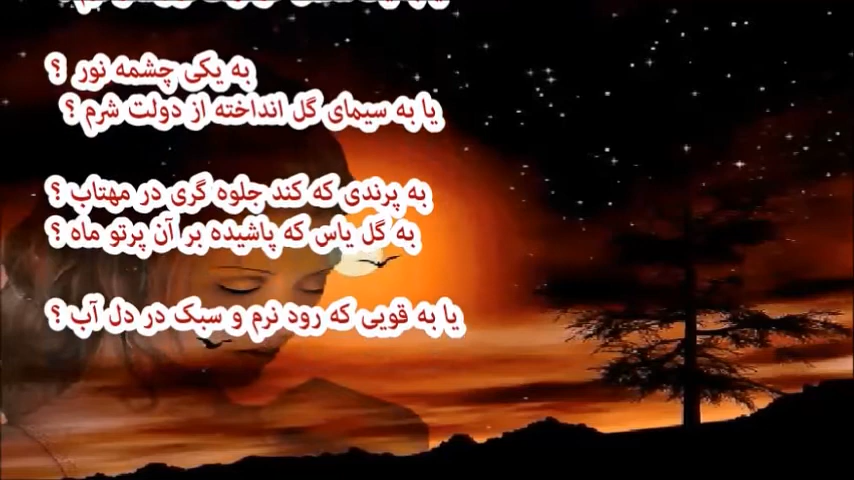 به یکی چشمه نور ؟
یا به سیمای گل انداخته از دولت شرم ؟
به پرندی که کند جلوه گری در مهتاب ؟
به گل یاس که پاشیده بر آن پرتو ماه ؟
یا به قویی که رود نرم و سبک در دل آب ؟